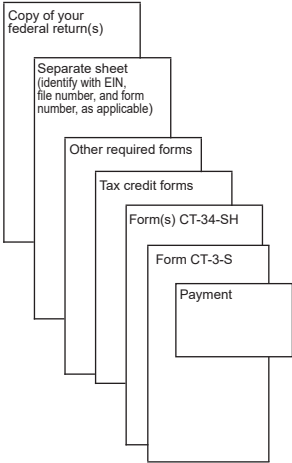 Copy of your
federal return(s)
Separate sheet
(identify with EIN,
file number, and form
number, as applicable)
Other required forms
Tax credit forms
Form(s) CT-34-SH
Form CT-3-S
Payment